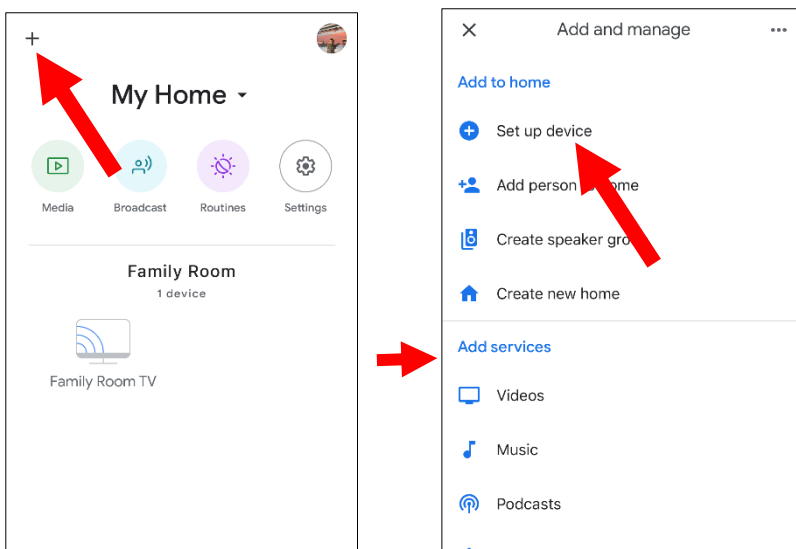 My Home
Media
Broadcast
Routines
Settings
Family Room
1 device
Family Room TV
Add and manage
Add to home
Set up device
Add person ome
Create speaker gro
Create new home
Add services
Videos
Music
Podcasts